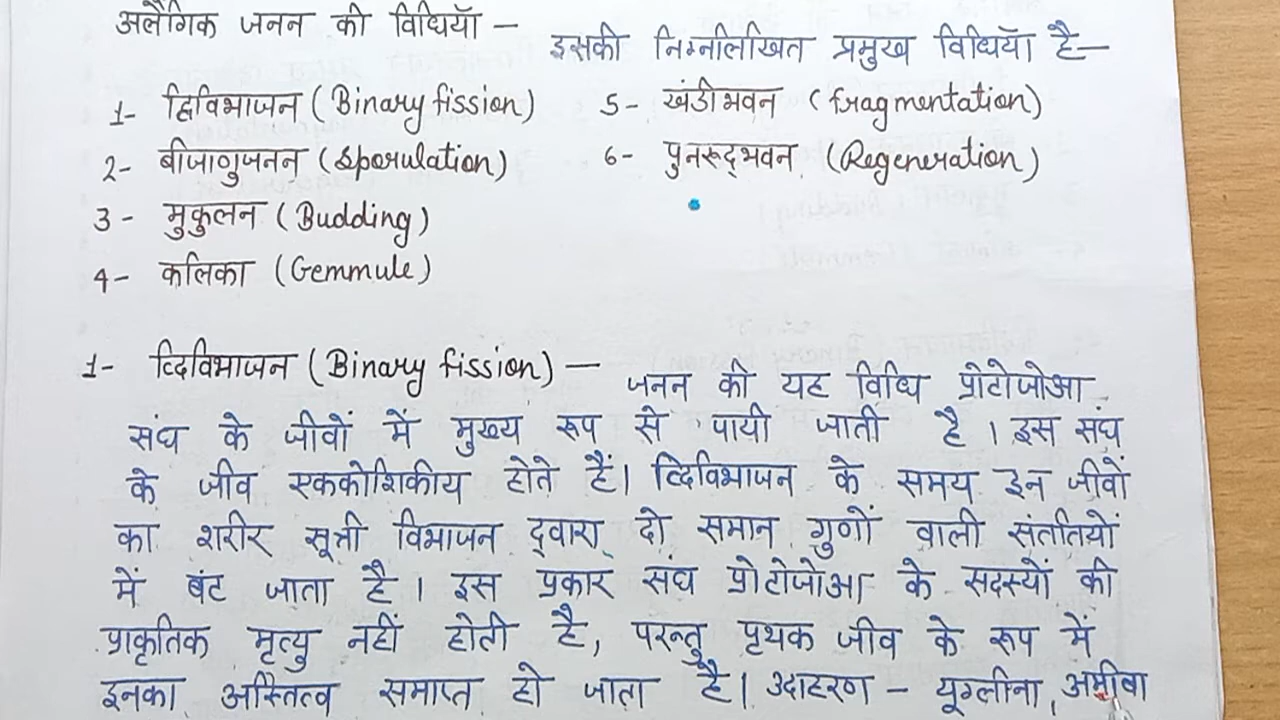 अलैंगिक जनन की विधियाँ –
इसकी निम्नलिखित प्रमुख विधियाँ है–
1- द्विविभाजन (Binary fission)
2- बीजाणुजनन (Sporulation)
3- मुकुलन (Budding)
4- कलिका (Gemmule)
5- खंडीभवन (fragmentation)
6- पुनरूद्भवन (Regeneration)
1- द्विविभाजन (Binary fission) – जनन की यह विधि प्रोटोजोआ
संघ के जीवों में मुख्य रूप से पायी जाती है। इस संघ
के जीव एककोशिकीय होते हैं। द्विविभाजन के समय इन जीवों
का शरीर सूत्री विभाजन द्वारा दो समान गुणों वाली संततियों
में बंट जाता है। इस प्रकार संघ प्रोटोजोआ के सदस्यों की
प्राकृतिक मृत्यु नहीं होती है, परन्तु पृथक जीव के रूप में
इनका अस्तित्व समाप्त हो जाता है। उदाहरण – यूग्लीना, अमीबा